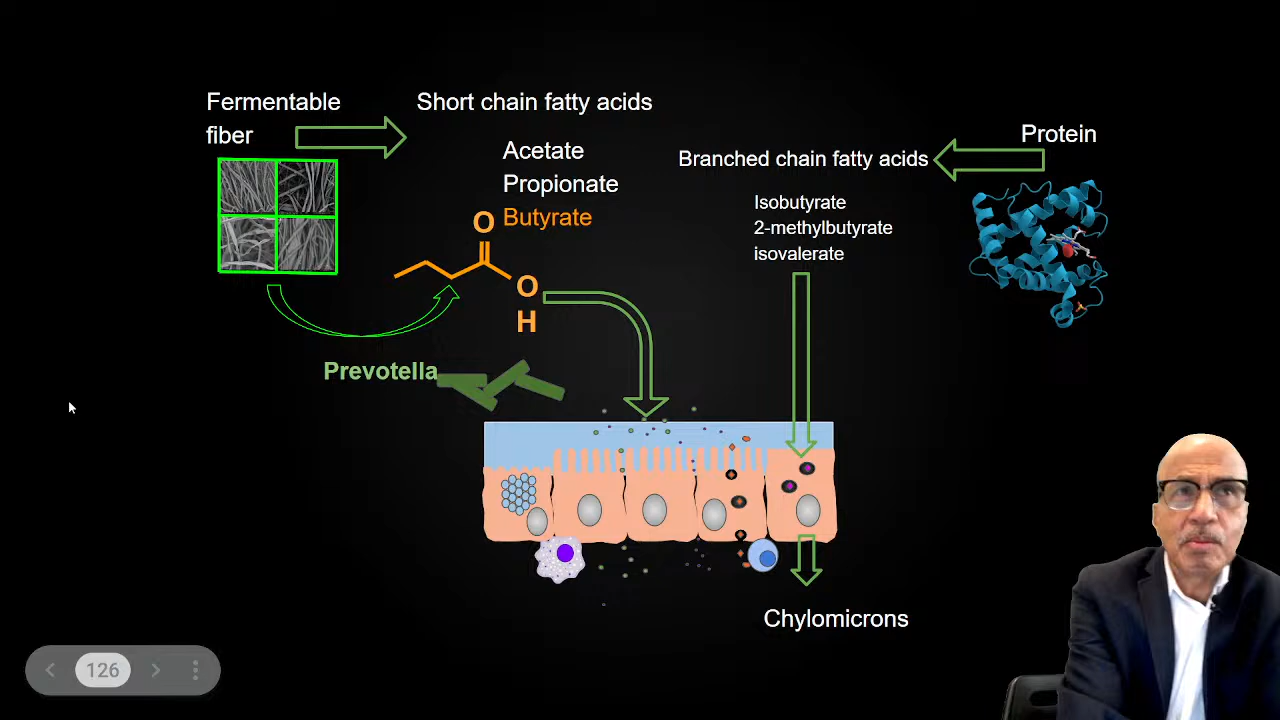 Fermentable
fiber
Short chain fatty acids
Acetate
Propionate
Butyrate
O
O
H
Prevotella
Protein
Branched chain fatty acids
Isobutyrate
2-methylbutyrate
isovalerate
Chylomicrons
126